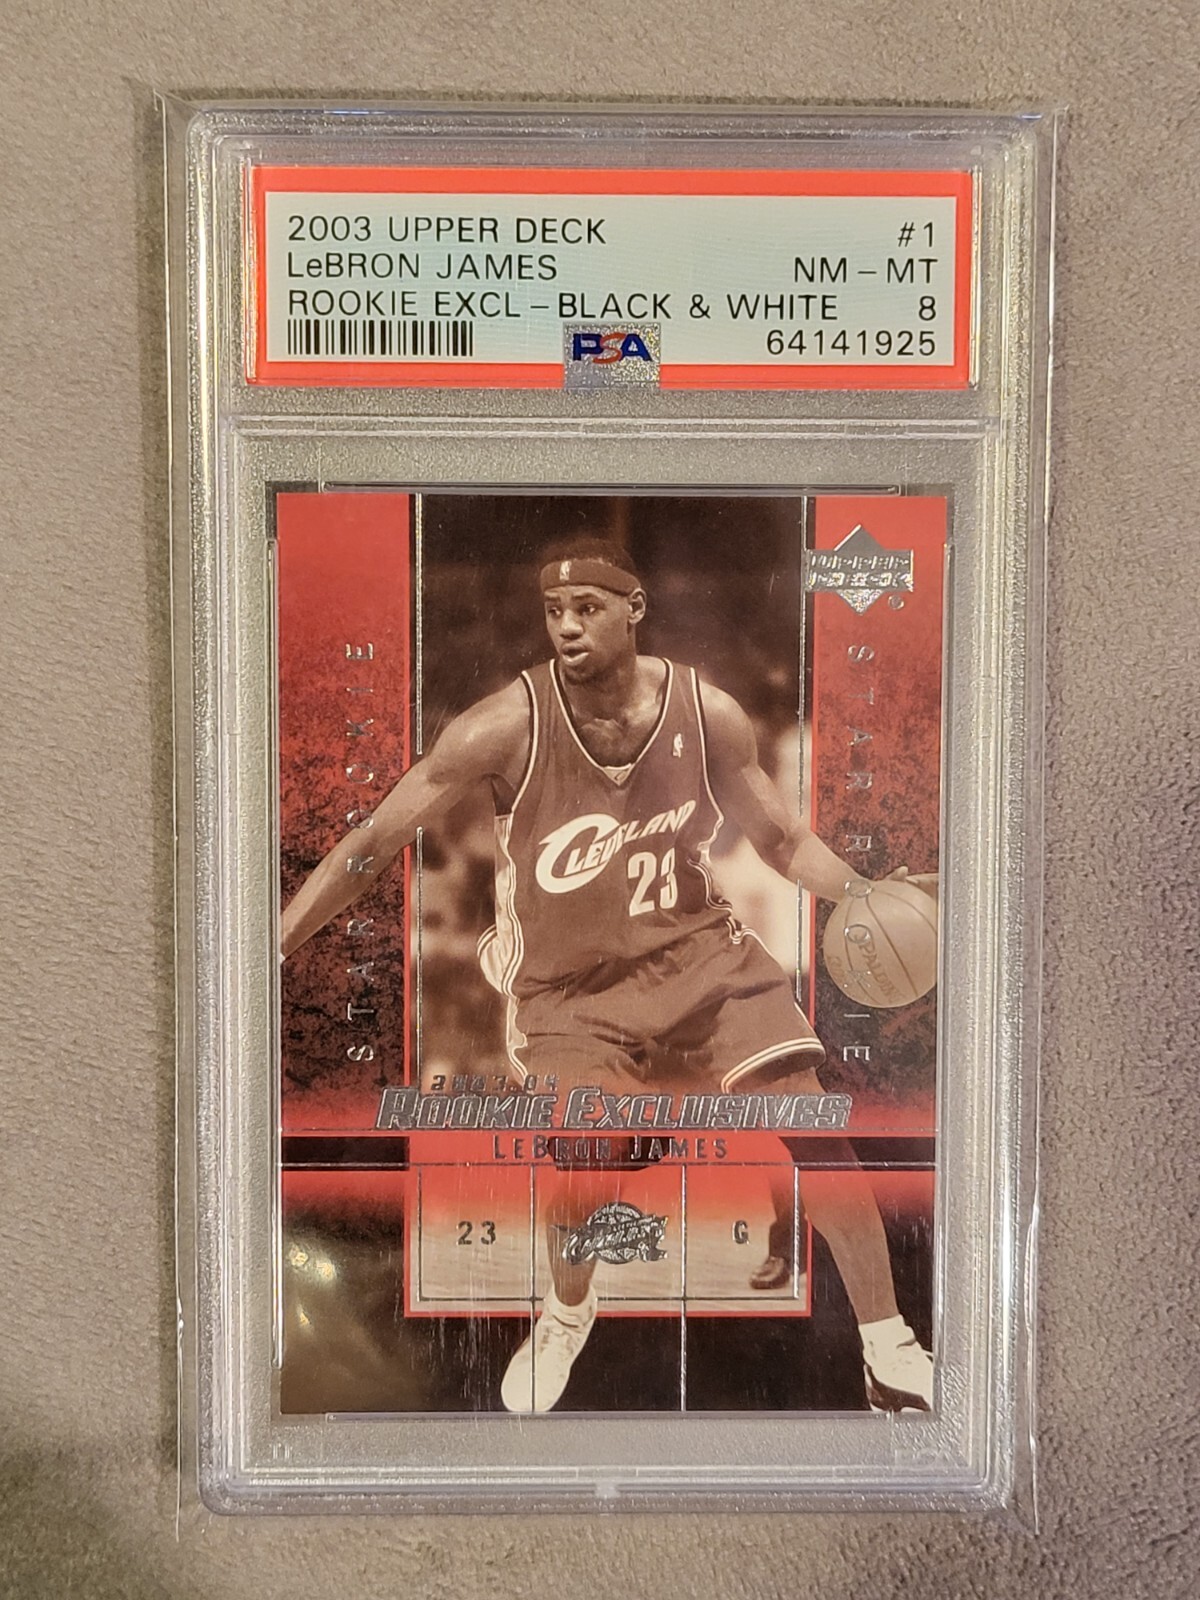 2003 UPPER DECK #1
LeBRON JAMES NM - MT
ROOKIE EXCL - BLACK & WHITE 8
PSA 64141925
UPPER DECK
STAR ROOKIE
STAR ROOKIE
CLEVELAND
23
SPALDING
2003-04
ROOKIE EXCLUSIVES
LEBRON JAMES
23 G